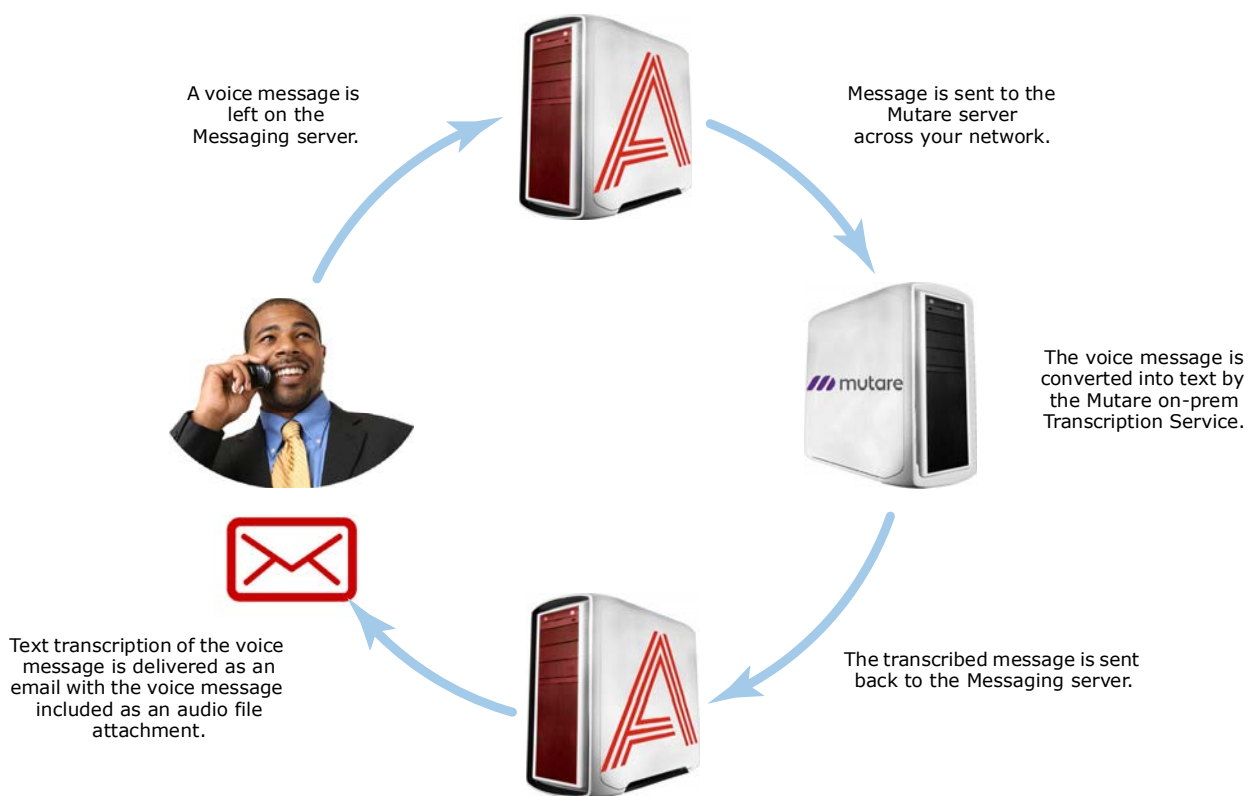 A voice message is
left on the
Messaging server.
Message is sent to the
Mutare server
across your network.
mutare
The voice message is
converted into text by
the Mutare on-prem
Transcription Service.
The transcribed message is sent
back to the Messaging server.
Text transcription of the voice
message is delivered as an
email with the voice message
included as an audio file
attachment.